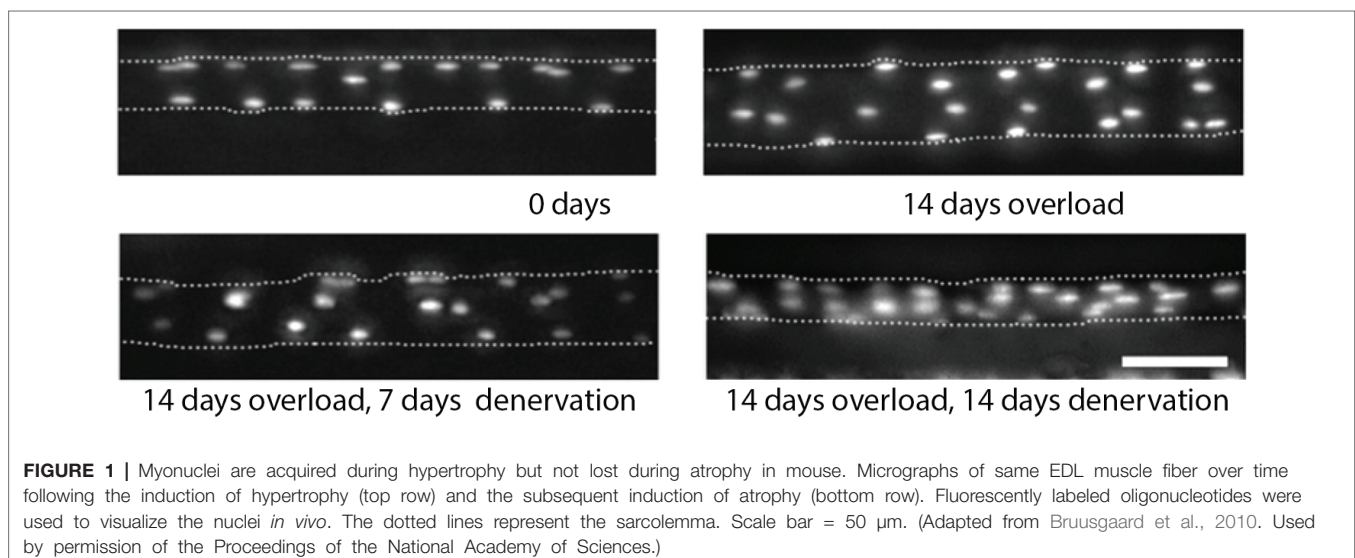 0 days
14 days overload
14 days overload, 7 days denervation
14 days overload, 14 days denervation
FIGURE 1 | Myonuclei are acquired during hypertrophy but not lost during atrophy in mouse. Micrographs of same EDL muscle fiber over time
following the induction of hypertrophy (top row) and the subsequent induction of atrophy (bottom row). Fluorescently labeled oligonucleotides were
used to visualize the nuclei in vivo. The dotted lines represent the sarcolemma. Scale bar = 50 µm. (Adapted from Bruusgaard et al., 2010. Used
by permission of the Proceedings of the National Academy of Sciences.)